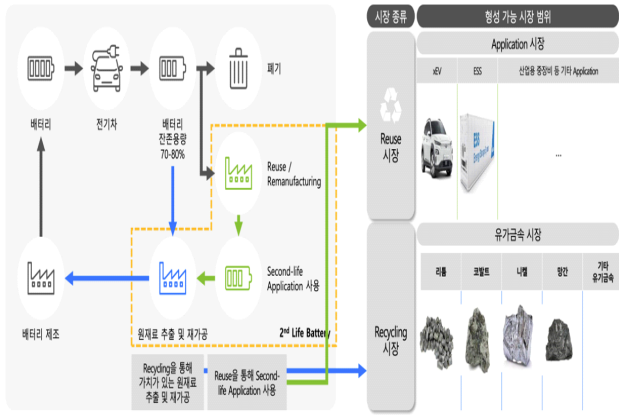 시장 종류
형성 가능 시장 범위
Application 시장
xEV
ESS
산업용 중장비 등 기타 Application
...
Reuse
시장
ESS
유가금속 시장
리튬
코발트
니켈
망간
기타
유가금속
Recycling
시장
배터리
전기차
배터리
잔존용량
70-80%
폐기
Reuse /
Remanufacturing
Second-life
Application 사용
배터리 제조
원재료 추출 및 재가공
2nd Life Battery
Recycling을 통해
가치가 있는 원재료
추출 및 재가공
Reuse을 통해 Second-
life Application 사용